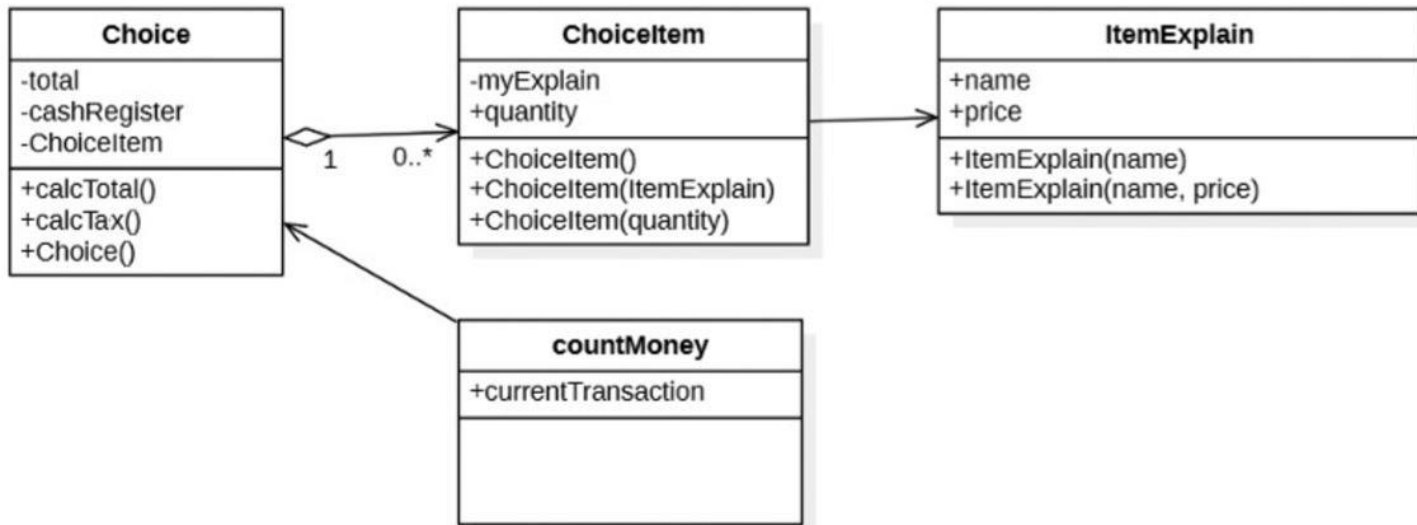 Choice
-total
-cashRegister
-ChoiceItem
+calcTotal()
+calcTax()
+Choice()
1
0..*
ChoiceItem
-myExplain
+quantity
+ChoiceItem()
+ChoiceItem(ItemExplain)
+ChoiceItem(quantity)
ItemExplain
+name
+price
+ItemExplain(name)
+ItemExplain(name, price)
countMoney
+currentTransaction